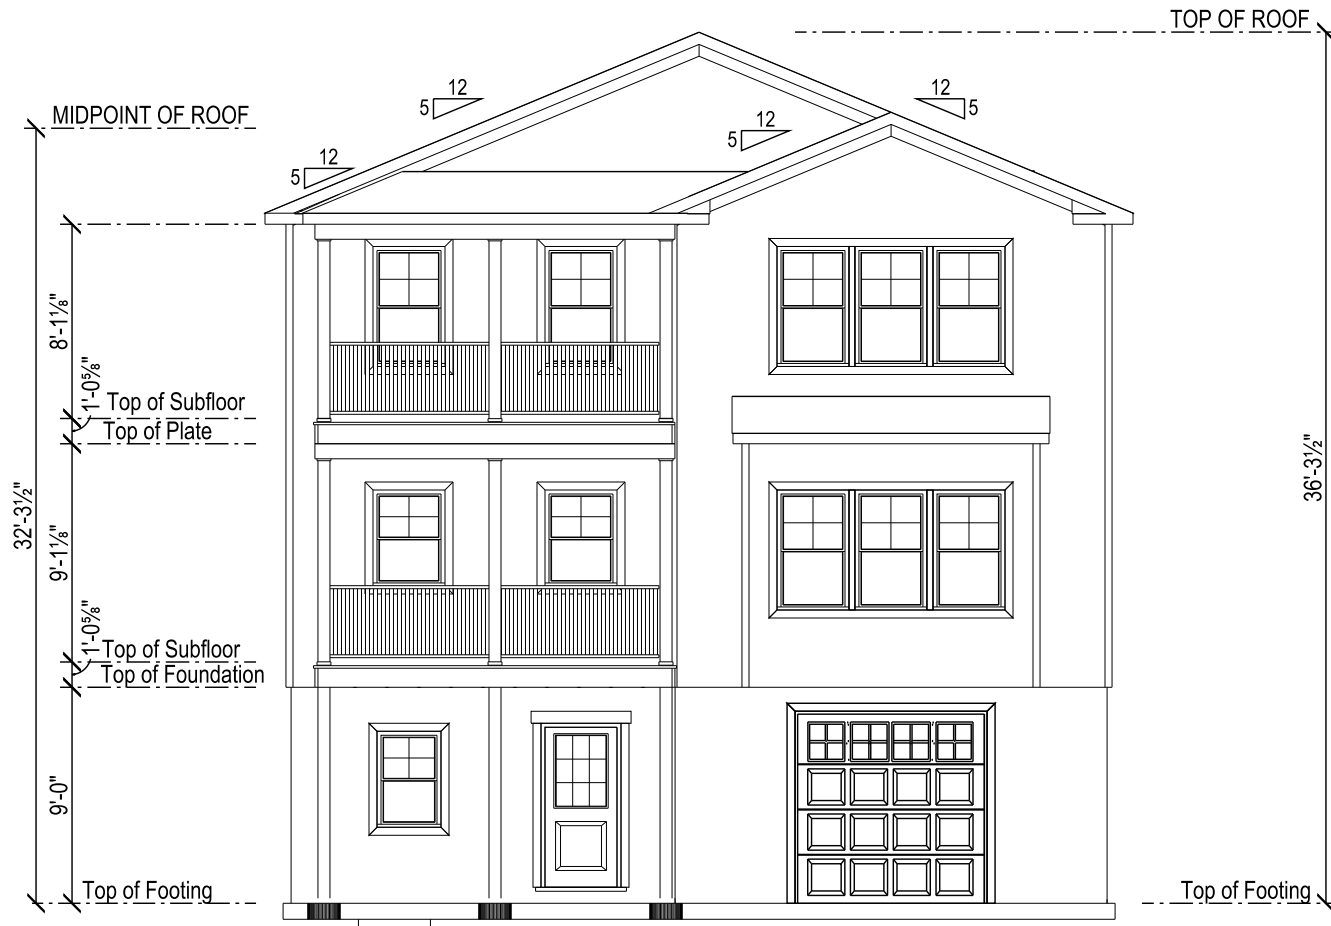 TOP OF ROOF
12
5
12
5
MIDPOINT OF ROOF
12
5
12
5
8'-1⅛"
1'-0⅝"
Top of Subfloor
Top of Plate
32'-3½"
36'-3½"
9'-1⅛"
1'-0⅝"
Top of Subfloor
Top of Foundation
9'-0"
Top of Footing
Top of Footing